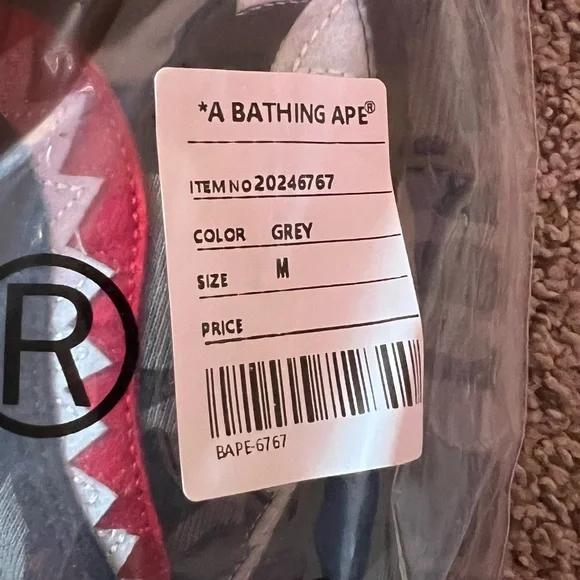 *A BATHING APE®
ITEM NO 20246767
COLOR GREY
SIZE M
PRICE
BAPE-6767
®